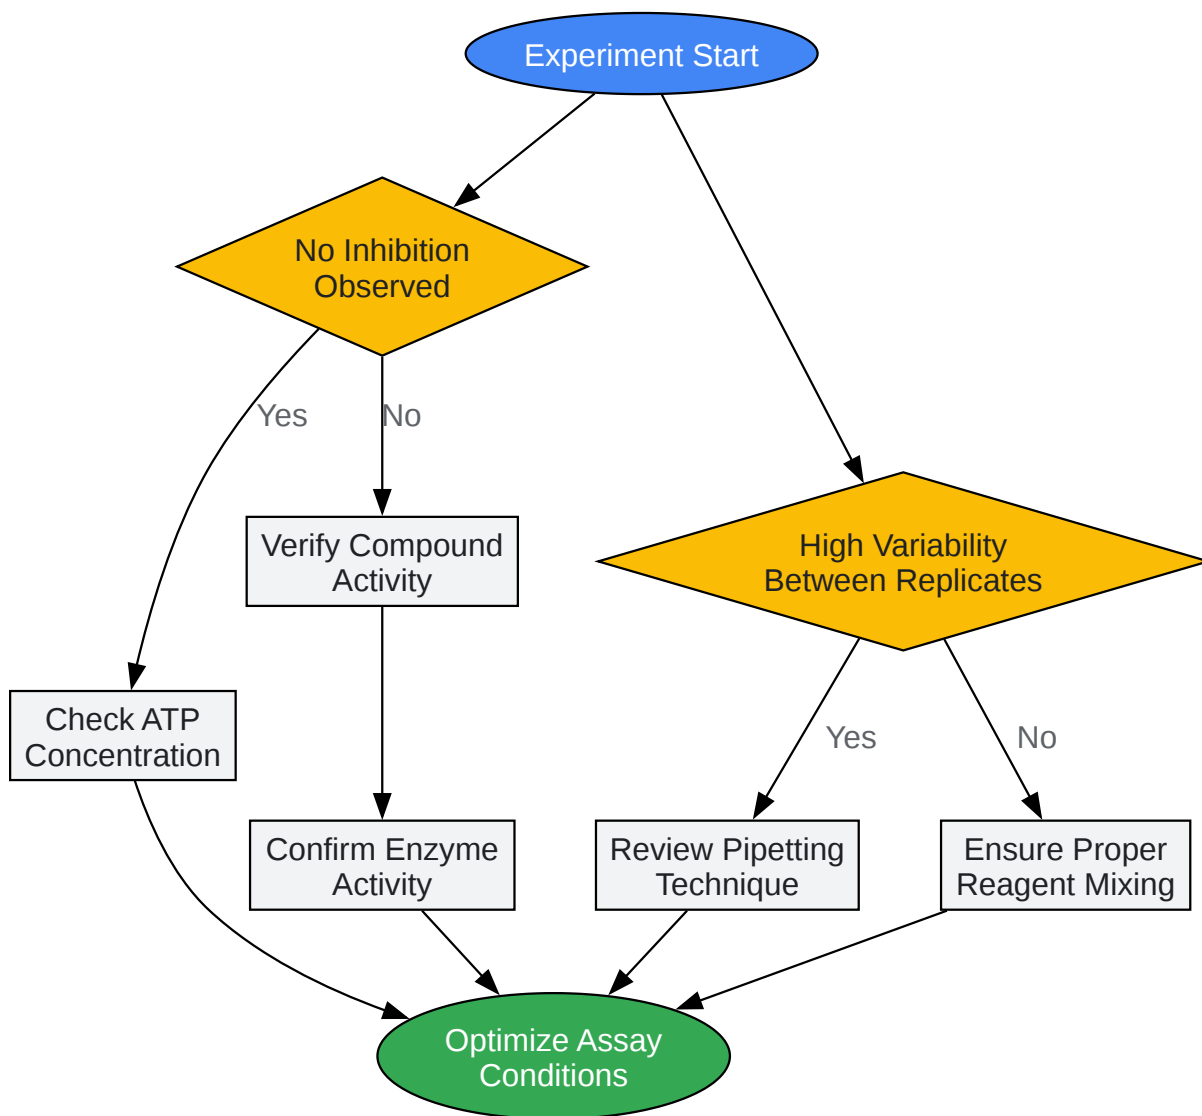 Experiment Start
No Inhibition
Observed
Yes
No
Verify Compound
Activity
High Variability
Between Replicates
Check ATP
Concentration
Yes
No
Confirm Enzyme
Activity
Review Pipetting
Technique
Ensure Proper
Reagent Mixing
Optimize Assay
Conditions